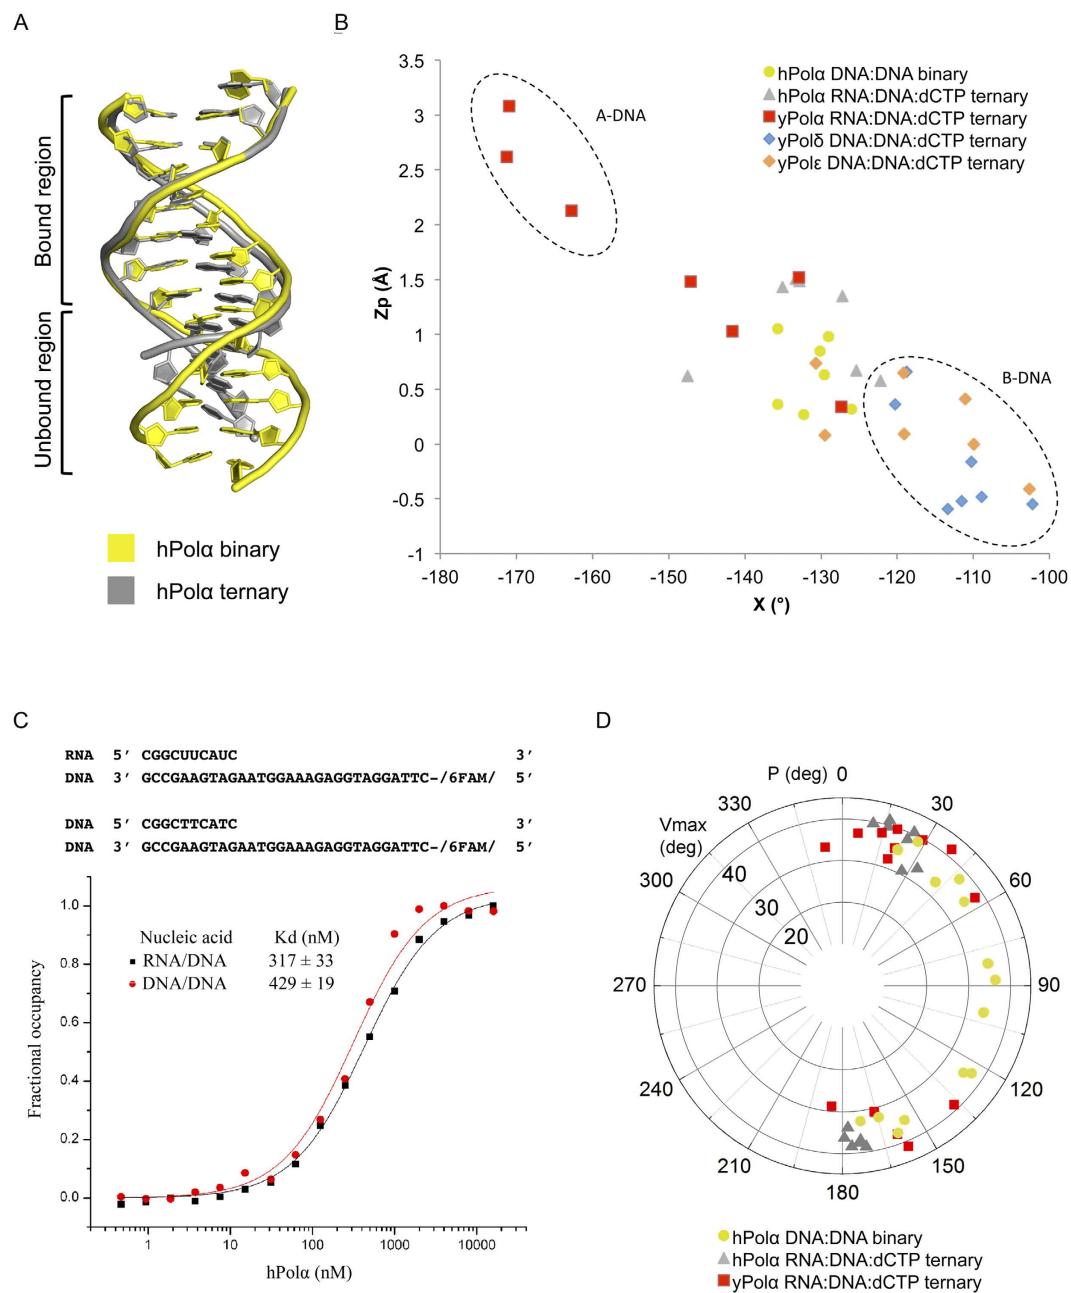 A
Bound region
Unbound region
hPolα binary
hPolα ternary
B
3.5
3
2.5
2
1.5
1
0.5
0
-0.5
-1
Zp (Å)
-180 -170 -160 -150 -140 -130 -120 -110 -100
X (°)
A-DNA
B-DNA
hPolα DNA:DNA binary
hPolα RNA:DNA:dCTP ternary
yPolα RNA:DNA:dCTP ternary
yPolδ DNA:DNA:dCTP ternary
yPolε DNA:DNA:dCTP ternary
C
RNA 5′ CGGCUUCAUC 3′
DNA 3′ GCCGAAGTAGAATGGAAAGAGGTAGGATTC-/6FAM/ 5′
DNA 5′ CGGCTTCATC 3′
DNA 3′ GCCGAAGTAGAATGGAAAGAGGTAGGATTC-/6FAM/ 5′
1.0
0.8
0.6
0.4
0.2
0.0
Fractional occupancy
Nucleic acid Kd (nM)
RNA/DNA 317 ± 33
DNA/DNA 429 ± 19
1 10 100 1000 10000
hPolα (nM)
D
P (deg) 0
330 30
Vmax
(deg)
40
30
20
300 60
270 90
240 120
210 150
180
hPolα DNA:DNA binary
hPolα RNA:DNA:dCTP ternary
yPolα RNA:DNA:dCTP ternary